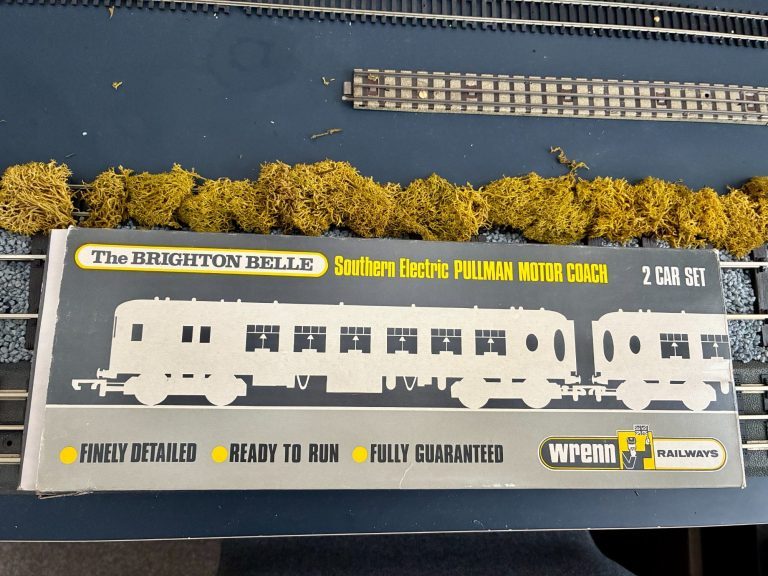 The BRIGHTON BELLE Southern Electric PULLMAN MOTOR COACH 2 CAR SET
FINELY DETAILED READY TO RUN FULLY GUARANTEED
wrenn RAILWAYS